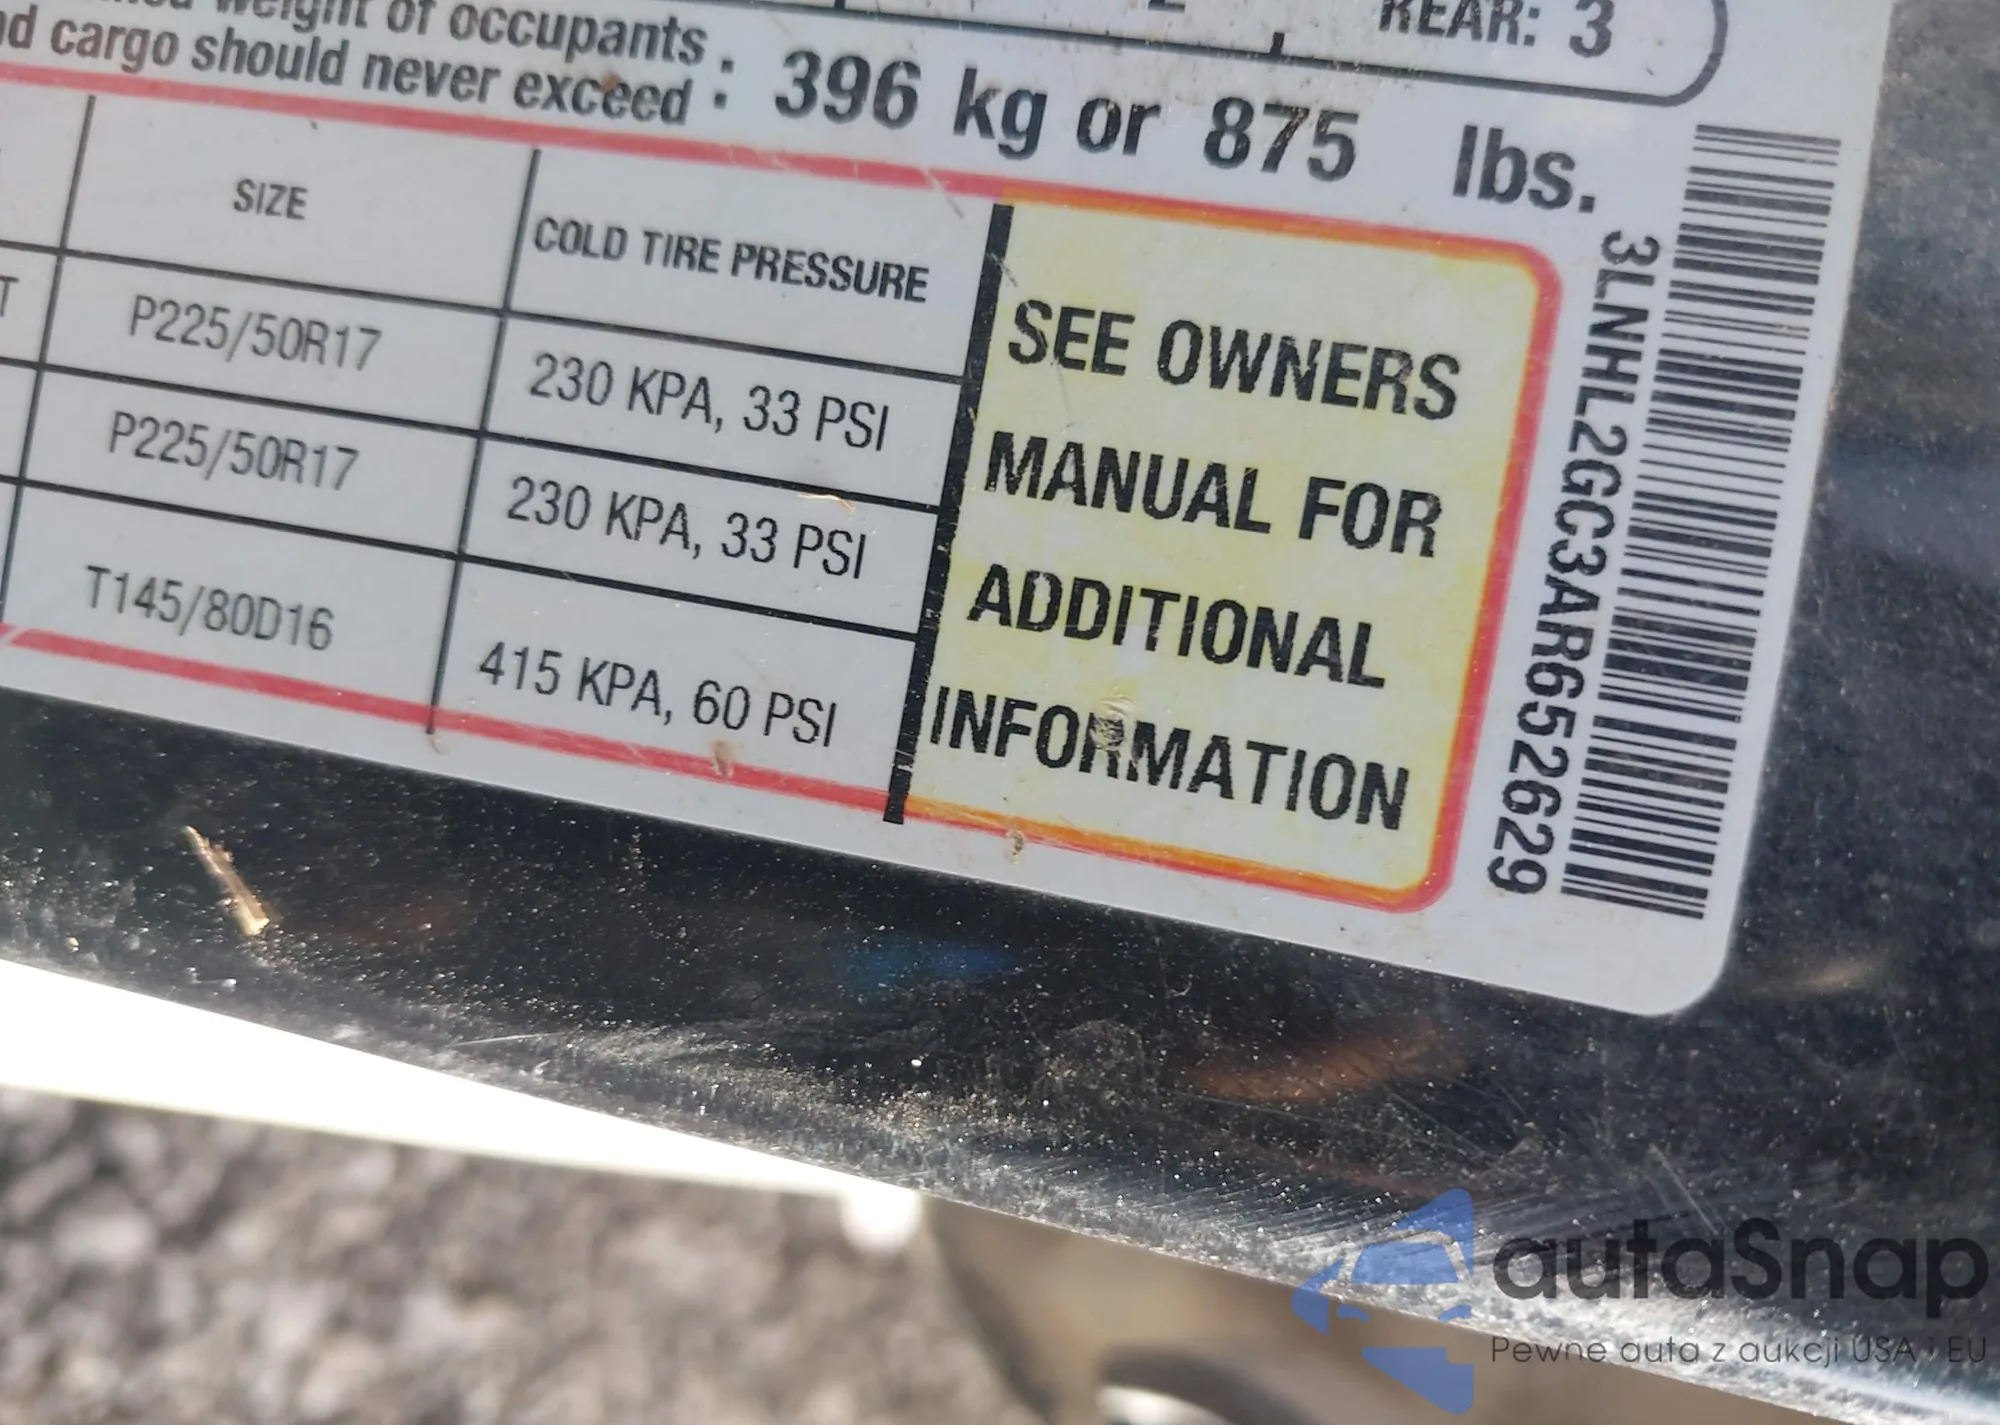 REAR: 3
weight of occupants
cargo should never exceed : 396 kg or 875 lbs.
SIZE COLD TIRE PRESSURE
P225/50R17 230 KPA, 33 PSI
P225/50R17 230 KPA, 33 PSI
T145/80D16 415 KPA, 60 PSI
SEE OWNERS
MANUAL FOR
ADDITIONAL
INFORMATION
3LNHL2GC3AR652629
autoSnap
Pewne auta z aukcji USA i EU